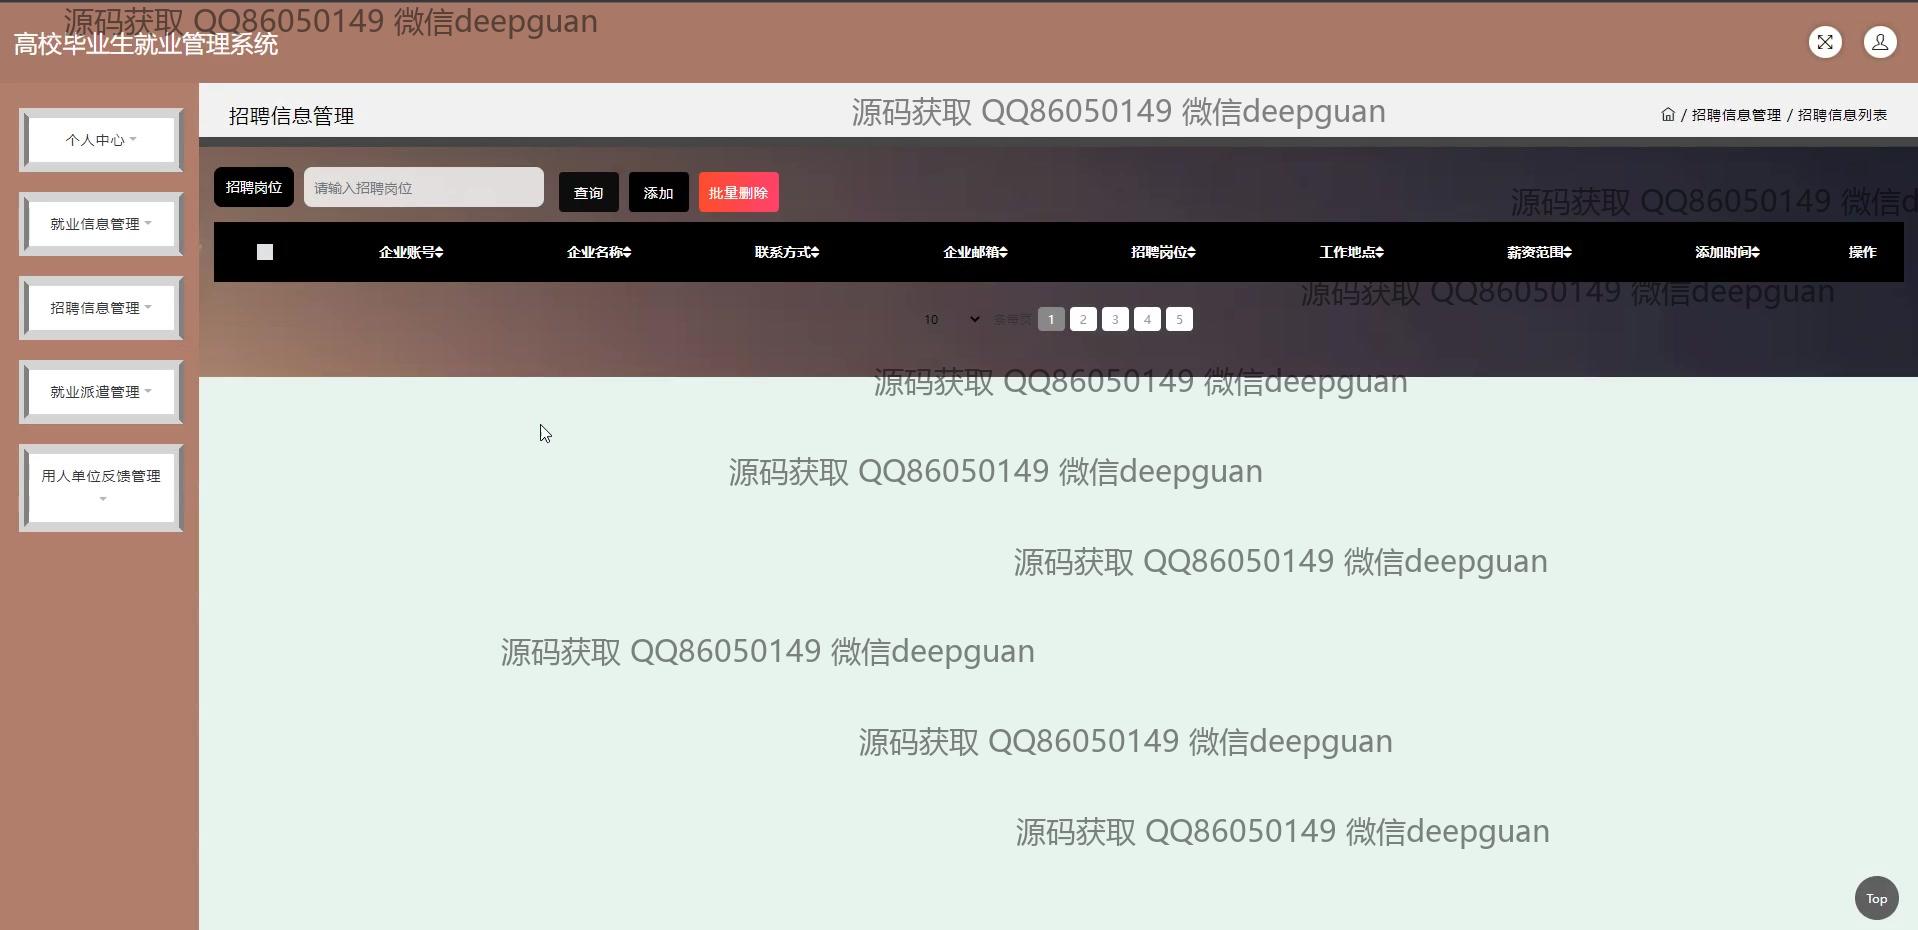 源码获取 QQ86050149 微信deepguan
高校毕业生就业管理系统
招聘信息管理
源码获取 QQ86050149 微信deepguan
/ 招聘信息管理 / 招聘信息列表
个人中心
就业信息管理
招聘信息管理
就业派遣管理
用人单位反馈管理
招聘岗位 请输入招聘岗位 查询 添加 批量删除
源码获取 QQ86050149 微信d
企业账号 企业名称 联系方式 企业邮箱 招聘岗位 工作地点 薪资范围 添加时间 操作
源码获取 QQ86050149 微信deepguan
10 条每页 1 2 3 4 5
源码获取 QQ86050149 微信deepguan
源码获取 QQ86050149 微信deepguan
源码获取 QQ86050149 微信deepguan
源码获取 QQ86050149 微信deepguan
源码获取 QQ86050149 微信deepguan
源码获取 QQ86050149 微信deepguan
Top